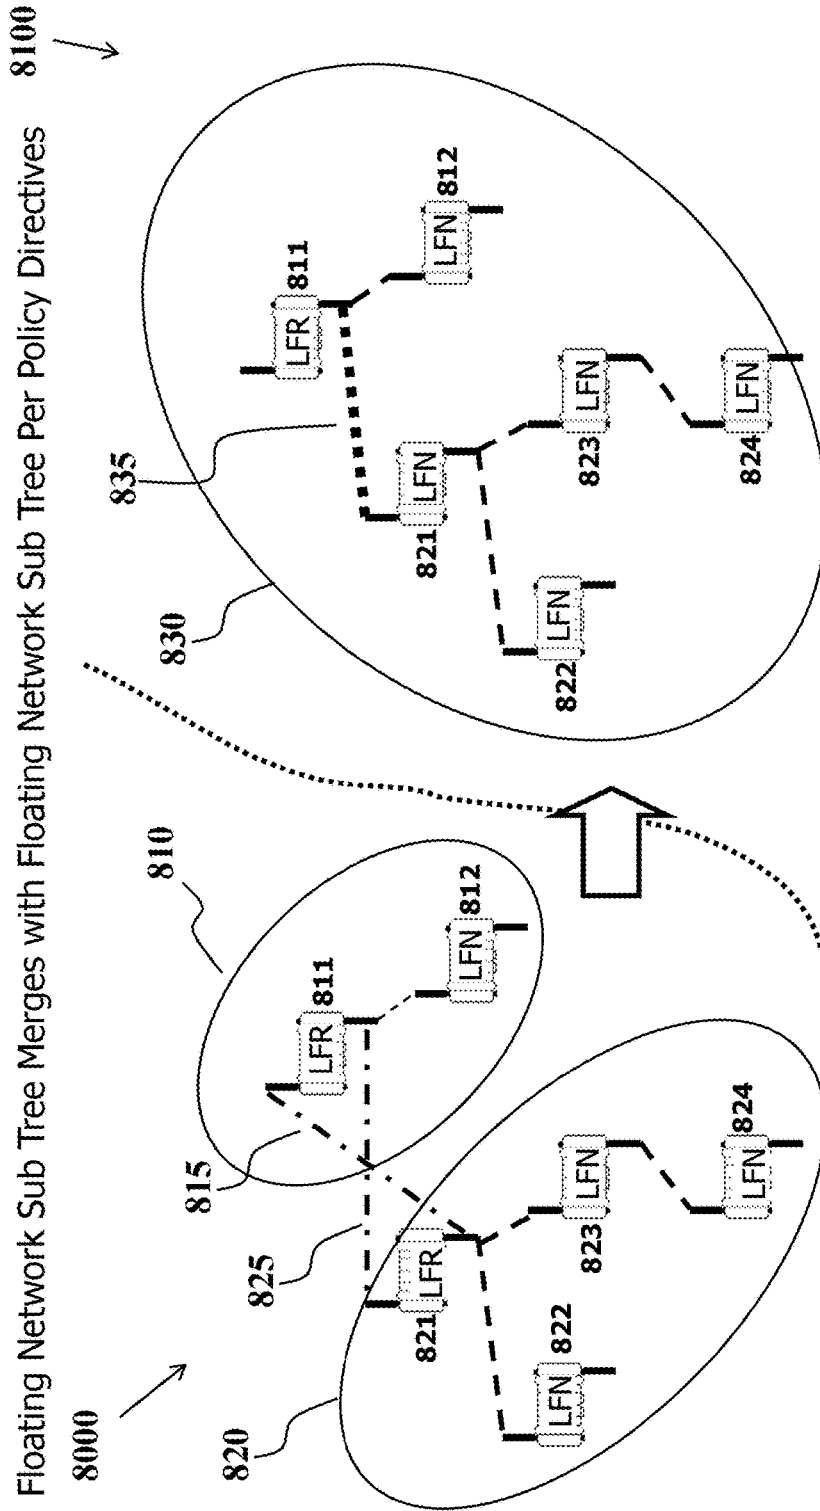 Floating Network Sub Tree Merges with Floating Network Sub Tree Per Policy Directives
8000
8100
810
815
825
820
LFR
811
LFN
812
LFR
821
LFN
822
LFN
823
LFN
824
830
835
LFR
811
LFN
812
LFN
821
LFN
822
LFN
823
LFN
824